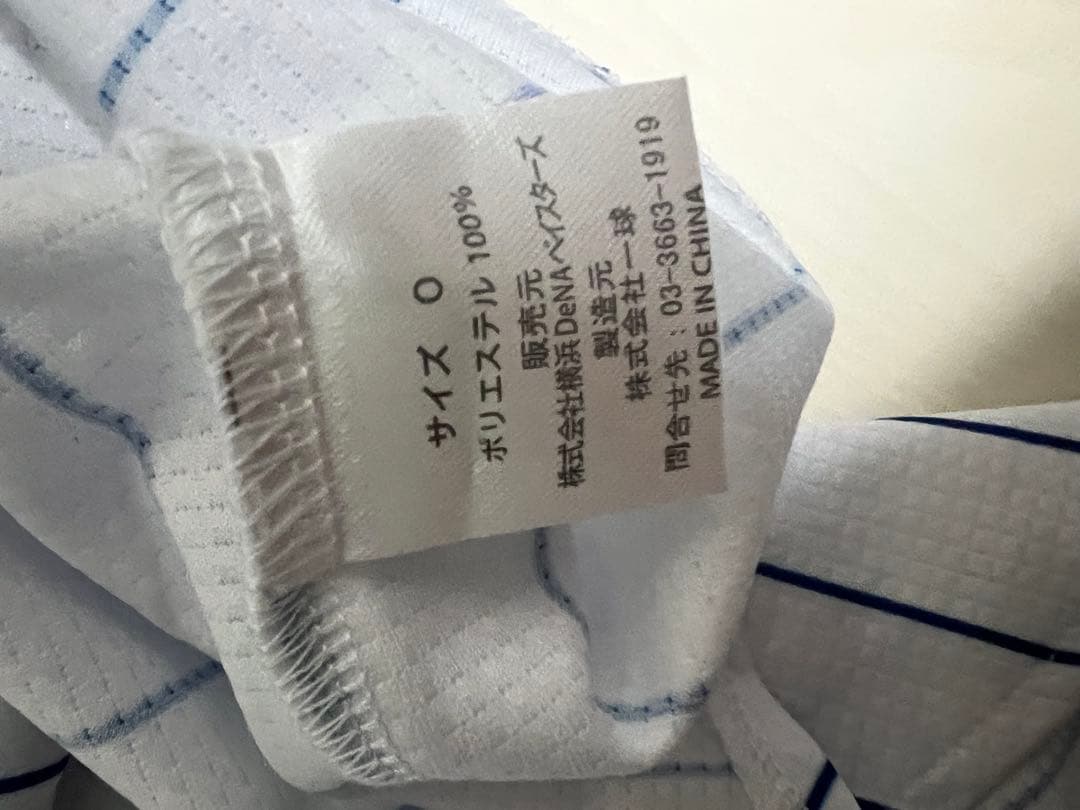 サイズ O
ポリエステル 100%
販売元
株式会社横浜DeNAベイスターズ
製造元
株式会社一球
問合せ先：03-3663-1919
MADE IN CHINA